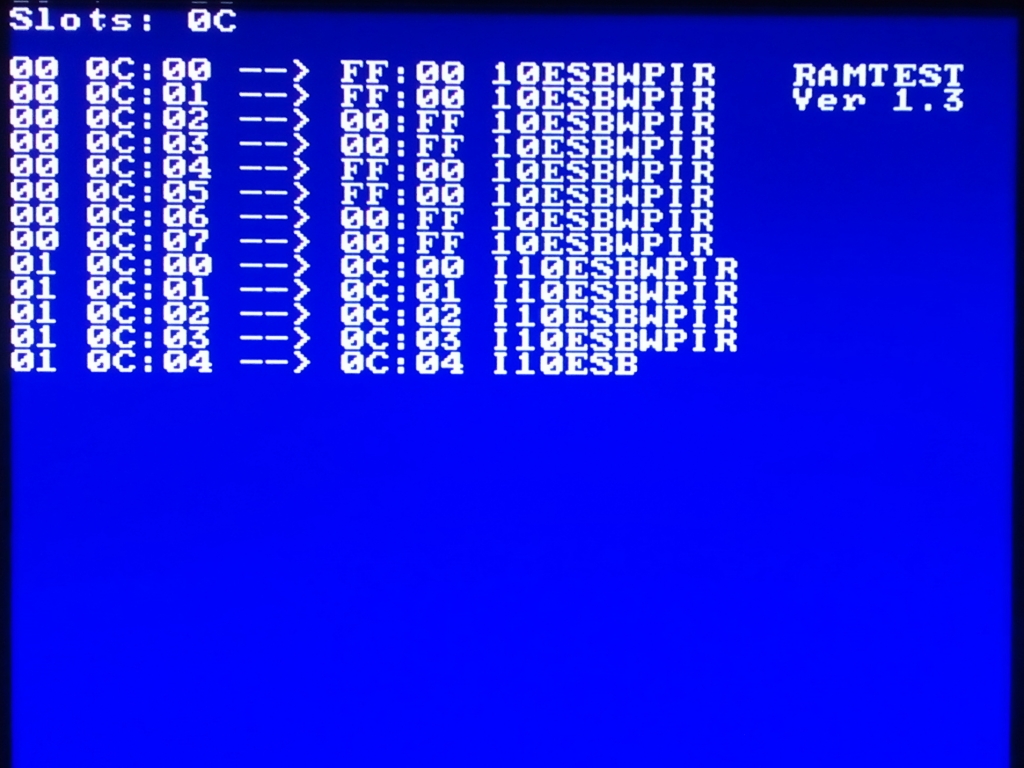 Slots: 0C
00 0C:00 --> FF:00 10ESBWPIR RAMTEST
00 0C:01 --> FF:00 10ESBWPIR Ver 1.3
00 0C:02 --> 00:FF 10ESBWPIR
00 0C:03 --> 00:FF 10ESBWPIR
00 0C:04 --> FF:00 10ESBWPIR
00 0C:05 --> FF:00 10ESBWPIR
00 0C:06 --> 00:FF 10ESBWPIR
00 0C:07 --> 00:FF 10ESBWPIR
01 0C:00 --> 0C:00 I10ESBWPIR
01 0C:01 --> 0C:01 I10ESBWPIR
01 0C:02 --> 0C:02 I10ESBWPIR
01 0C:03 --> 0C:03 I10ESBWPIR
01 0C:04 --> 0C:04 I10ESB